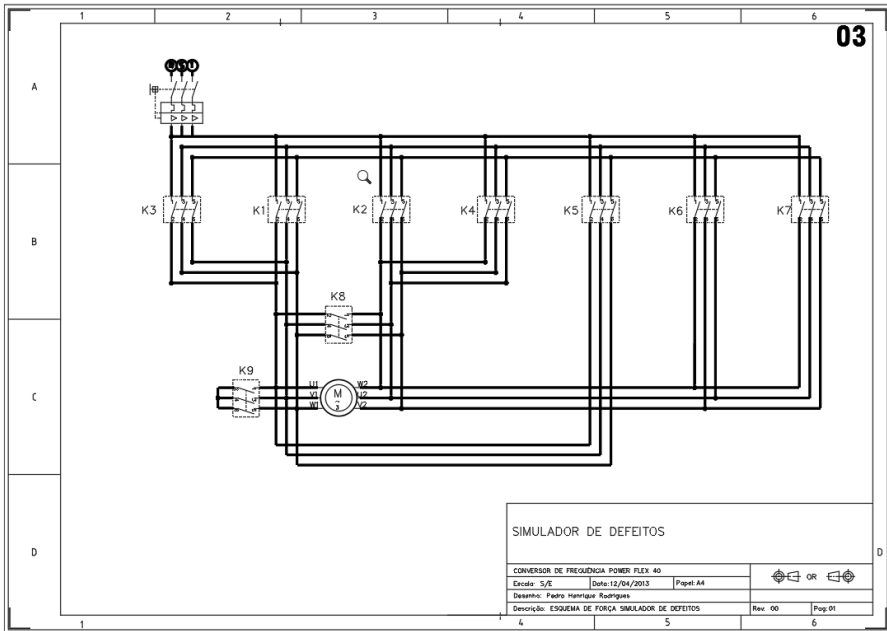 1 2 3 4 5 6
03
R S T
A
K3 K1 K2 K4 K5 K6 K7
B
K8
K9
U1 W2
C
V1 M U2
W1 3 V2
SIMULADOR DE DEFEITOS
D D
CONVERSOR DE FREQUÊNCIA POWER FLEX 40
OR
Escala: S/E Data:12/04/2013 Papel: A4
Desenho: Pedro Henrique Rodrigues
Descrição: ESQUEMA DE FORÇA SIMULADOR DE DEFEITOS Rev: 00 Pag: 01
1 4 5 6